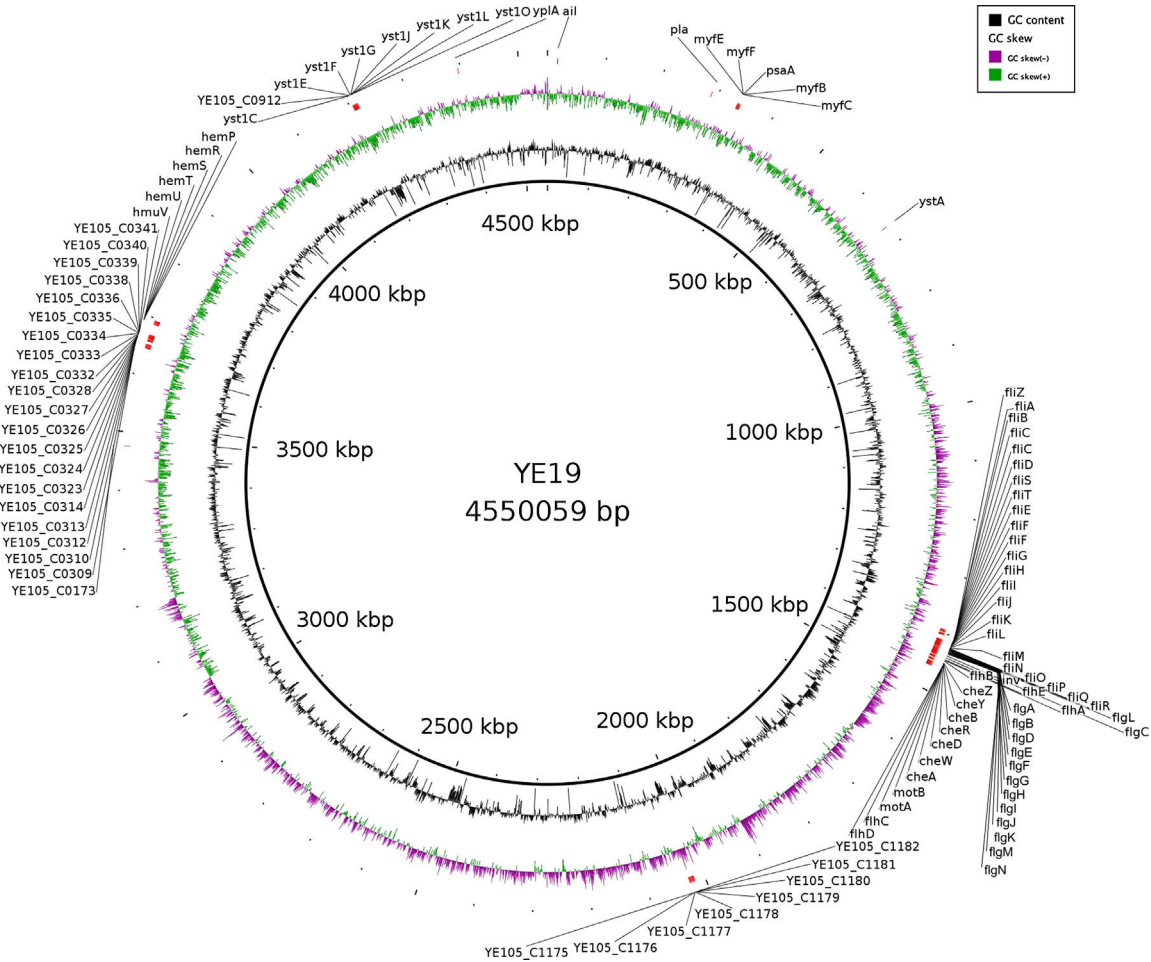 GC content
GC skew
GC skew(-)
GC skew(+)
yst1C
YE105_C0912
yst1E
yst1F
yst1G
yst1J
yst1K
yst1L
yst1O
yplA
ail
pla
myfE
myfF
psaA
myfB
myfC
ystA
hemP
hemR
hemS
hemT
hemU
hmuV
YE105_C0341
YE105_C0340
YE105_C0339
YE105_C0338
YE105_C0336
YE105_C0335
YE105_C0334
YE105_C0333
YE105_C0332
YE105_C0328
YE105_C0327
YE105_C0326
YE105_C0325
YE105_C0324
YE105_C0323
YE105_C0314
YE105_C0313
YE105_C0312
YE105_C0310
YE105_C0309
YE105_C0173
4500 kbp
500 kbp
1000 kbp
1500 kbp
2000 kbp
2500 kbp
3000 kbp
3500 kbp
4000 kbp
YE19
4550059 bp
fliZ
fliA
fliB
fliC
fliC
fliD
fliS
fliT
fliE
fliF
fliF
fliG
fliH
fliI
fliJ
fliK
fliL
fliM
fliN
fliO
fliP
fliQ
fliR
flgL
flgC
flhB
inv
flhE
flhA
cheZ
cheY
cheB
cheR
cheD
cheW
cheA
motB
motA
flhC
flhD
flgA
flgB
flgD
flgE
flgF
flgG
flgH
flgI
flgJ
flgK
flgM
flgN
YE105_C1182
YE105_C1181
YE105_C1180
YE105_C1179
YE105_C1178
YE105_C1177
YE105_C1176
YE105_C1175